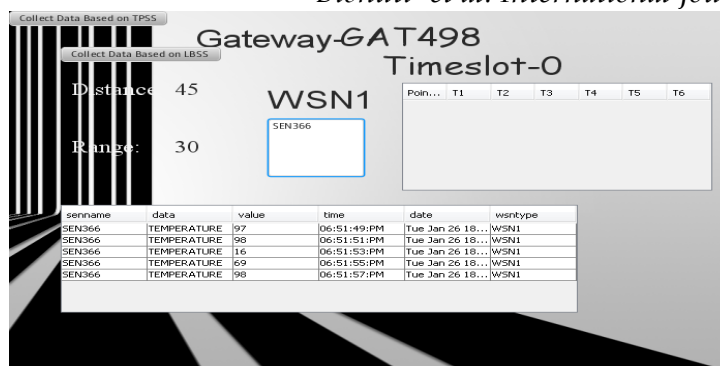 et al. International jou
Collect Data Based on TPSS
Gateway-GAT498
Collect Data Based on LBSS
Timeslot-0
Distance 45
WSN1
Poin... T1 T2 T3 T4 T5 T6
SEN366
Range: 30
senname data value time date wsntype
SEN366 TEMPERATURE 97 06:51:49:PM Tue Jan 26 18... WSN1
SEN366 TEMPERATURE 98 06:51:51:PM Tue Jan 26 18... WSN1
SEN366 TEMPERATURE 16 06:51:53:PM Tue Jan 26 18... WSN1
SEN366 TEMPERATURE 69 06:51:55:PM Tue Jan 26 18... WSN1
SEN366 TEMPERATURE 98 06:51:57:PM Tue Jan 26 18... WSN1